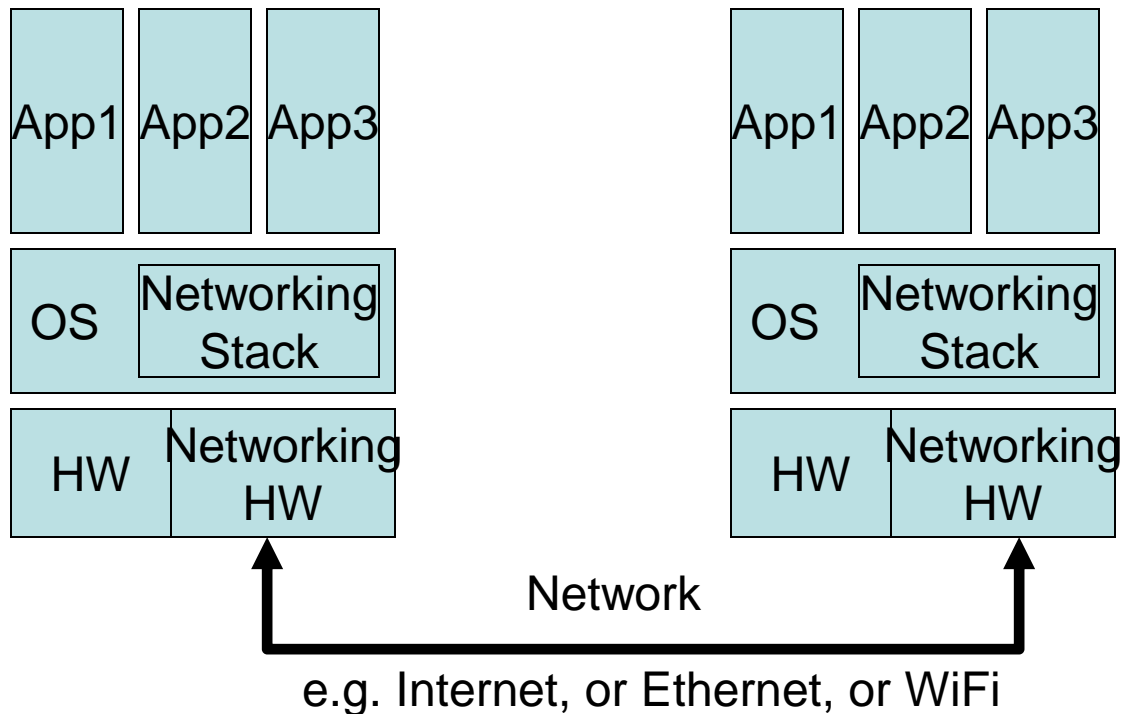 App1 App2 App3
App1 App2 App3
OS
Networking
Stack
OS
Networking
Stack
HW
Networking
HW
HW
Networking
HW
Network
e.g. Internet, or Ethernet, or WiFi